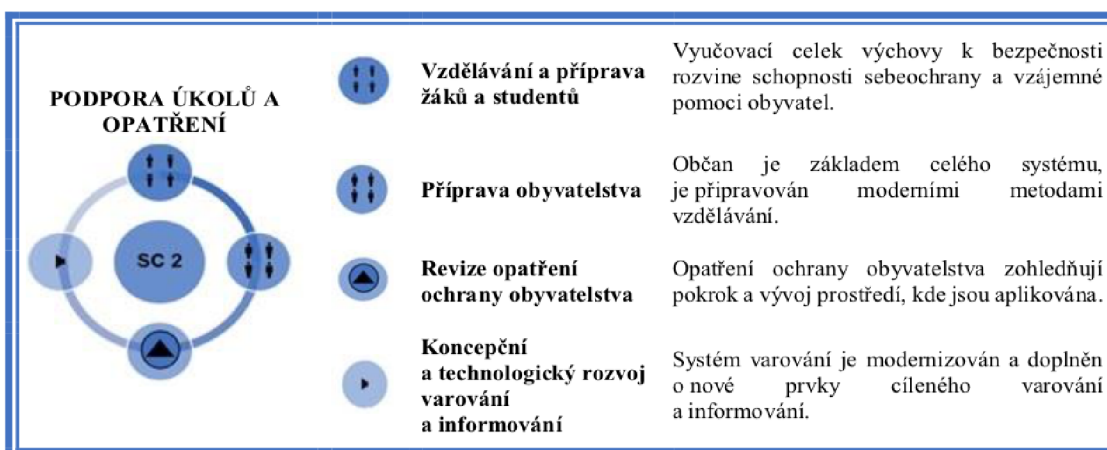 PODPORA ÚKOLŮ A
OPATŘENÍ
SC 2
Vzdělávání a příprava
žáků a studentů
Vyučovací celek výchovy k bezpečnosti
rozvine schopnosti sebeochrany a vzájemné
pomoci obyvatel.
Příprava obyvatelstva
Občan je základem celého systému,
je připravován moderními metodami
vzdělávání.
Revize opatření
ochrany obyvatelstva
Opatření ochrany obyvatelstva zohledňují
pokrok a vývoj prostředí, kde jsou aplikována.
Koncepční
a technologický rozvoj
varování
a informování
Systém varování je modernizován a doplněn
o nové prvky cíleného varování
a informování.